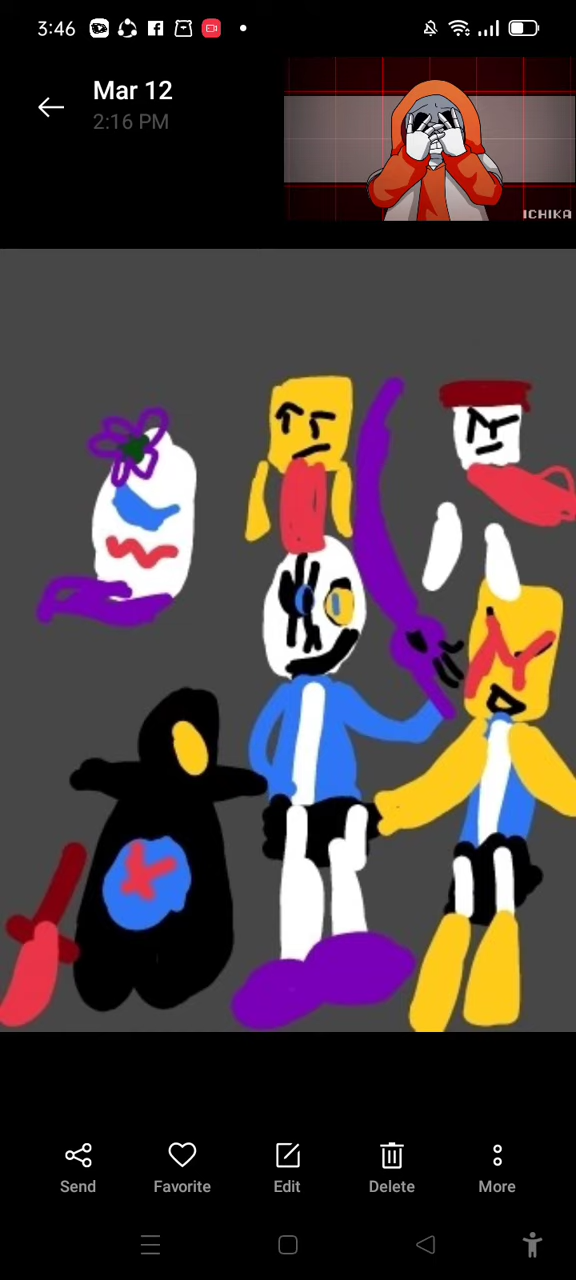 3:46
Mar 12
2:16 PM
ICHIKA
Send
Favorite
Edit
Delete
More